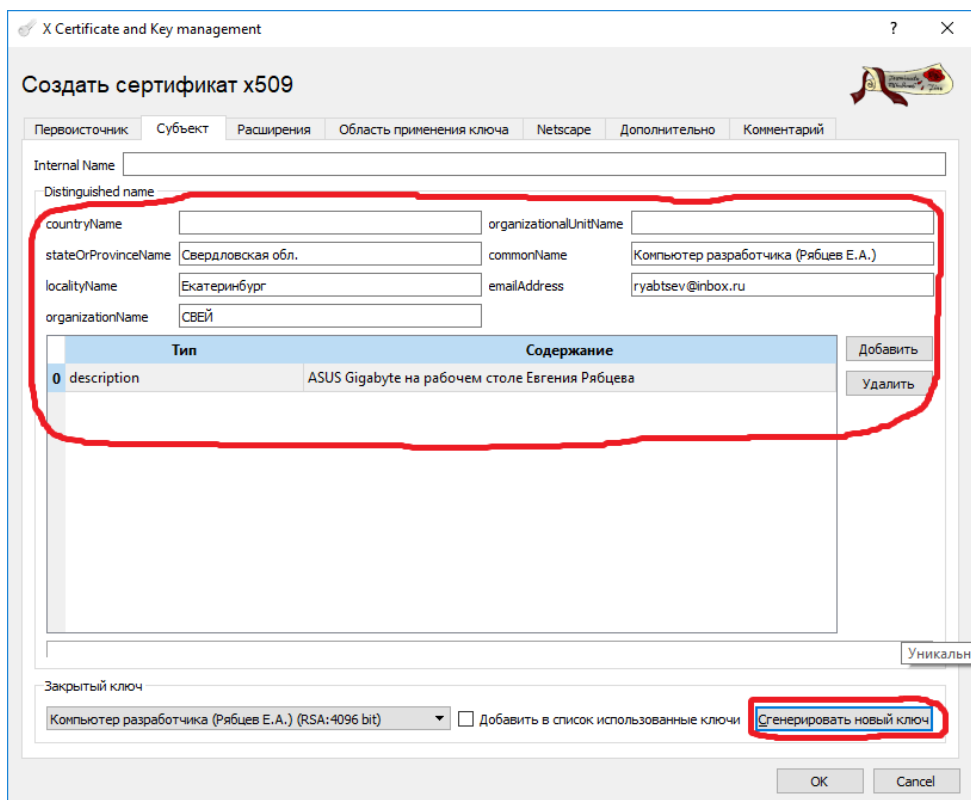 X Certificate and Key management
Создать сертификат x509
Первоисточник Субъект Расширения Область применения ключа Netscape Дополнительно Комментарий
Internal Name
Distinguished name
countryName organizationalUnitName
stateOrProvinceName Свердловская обл. commonName Компьютер разработчика (Рябцев Е.А.)
localityName Екатеринбург emailAddress ryabtsev@inbox.ru
organizationName СВЕЙ
Тип Содержание Добавить
0 description ASUS Gigabyte на рабочем столе Евгения Рябцева
Удалить
Уникальн
Закрытый ключ
Компьютер разработчика (Рябцев Е.А.) (RSA:4096 bit) Добавить в список использованные ключи Сгенерировать новый ключ
OK Cancel